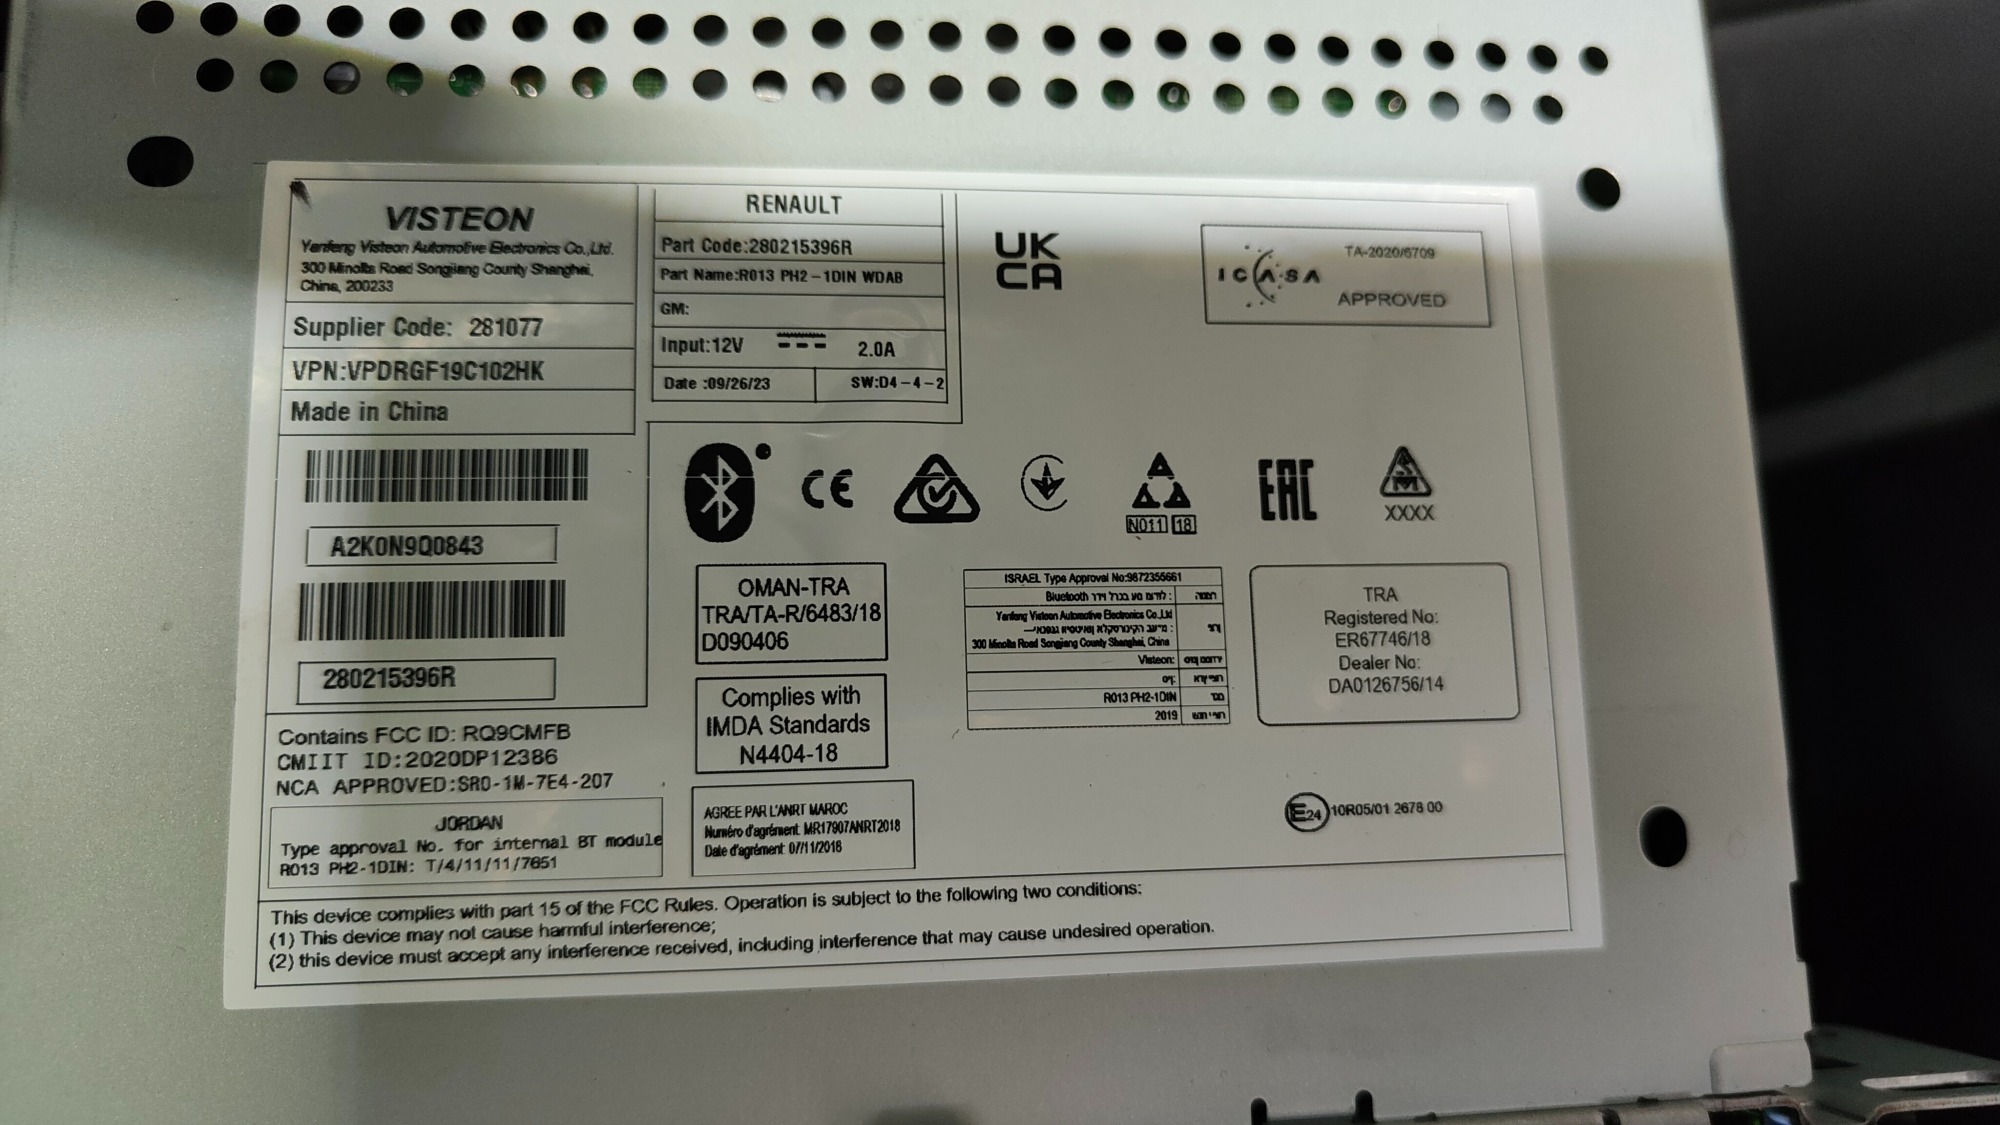 VISTEON
Yanfeng Visteon Automotive Electronics Co.,Ltd.
300 Minolta Road Songjiang County Shanghai,
China, 200233
Supplier Code: 281077
VPN:VPDRGF19C102HK
Made in China
A2K0N9Q0843
280215396R
Contains FCC ID: RQ9CMFB
CMIIT ID:2020DP12386
NCA APPROVED:SR0-1M-7E4-207
JORDAN
Type approval No. for internal BT module
R013 PH2-1DIN: T/4/11/11/7651
RENAULT
Part Code:280215396R
Part Name:R013 PH2-1DIN WDAB
GM:
Input:12V 2.0A
Date :09/26/23 SW:D4-4-2
UK
CA
ICASA
TA-2020/6709
APPROVED
CE
N011 18
EAC
XXXX
OMAN-TRA
TRA/TA-R/6483/18
D090406
Complies with
IMDA Standards
N4404-18
AGREE PAR L'ANRT MAROC
Numéro d'agrément: MR17907ANRT2018
Date d'agrément: 07/11/2018
ISRAEL Type Approval No:9872355661
Bluetooth
Yanfeng Visteon Automotive Electronics Co.,Ltd
300 Minolta Road Songjiang County Shanghai, China
Visteon:
R013 PH2-1DIN
2019
TRA
Registered No:
ER67746/18
Dealer No:
DA0126756/14
E24 10R05/01 2678 00
This device complies with part 15 of the FCC Rules. Operation is subject to the following two conditions:
(1) This device may not cause harmful interference;
(2) this device must accept any interference received, including interference that may cause undesired operation.